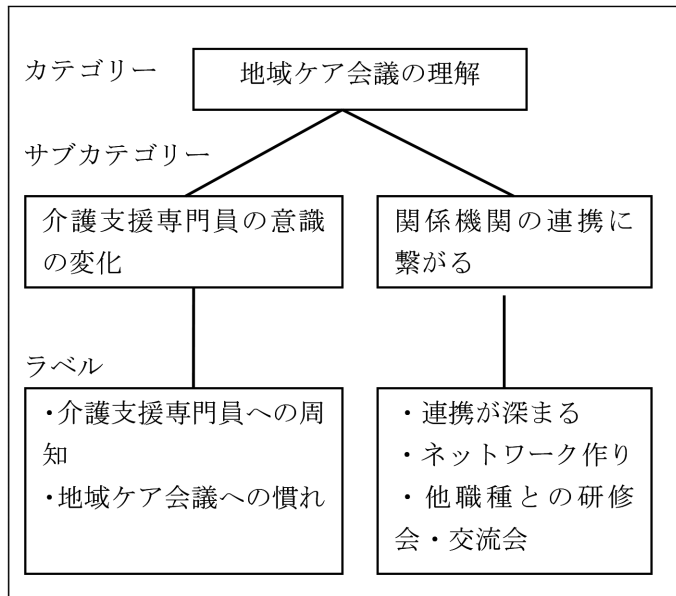 カテゴリー
地域ケア会議の理解
サブカテゴリー
介護支援専門員の意識
の変化
関係機関の連携に
繋がる
ラベル
・介護支援専門員への周
知
・地域ケア会議への慣れ
・連携が深まる
・ネットワーク作り
・他職種との研修
会・交流会